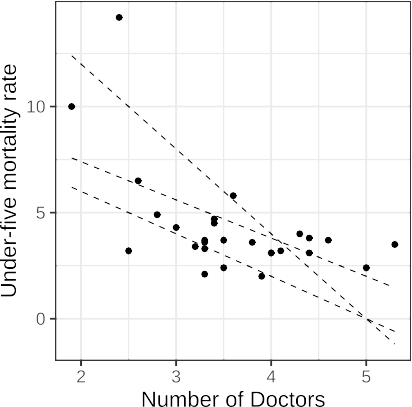 Under-five mortality rate
10
5
0
2 3 4 5
Number of Doctors